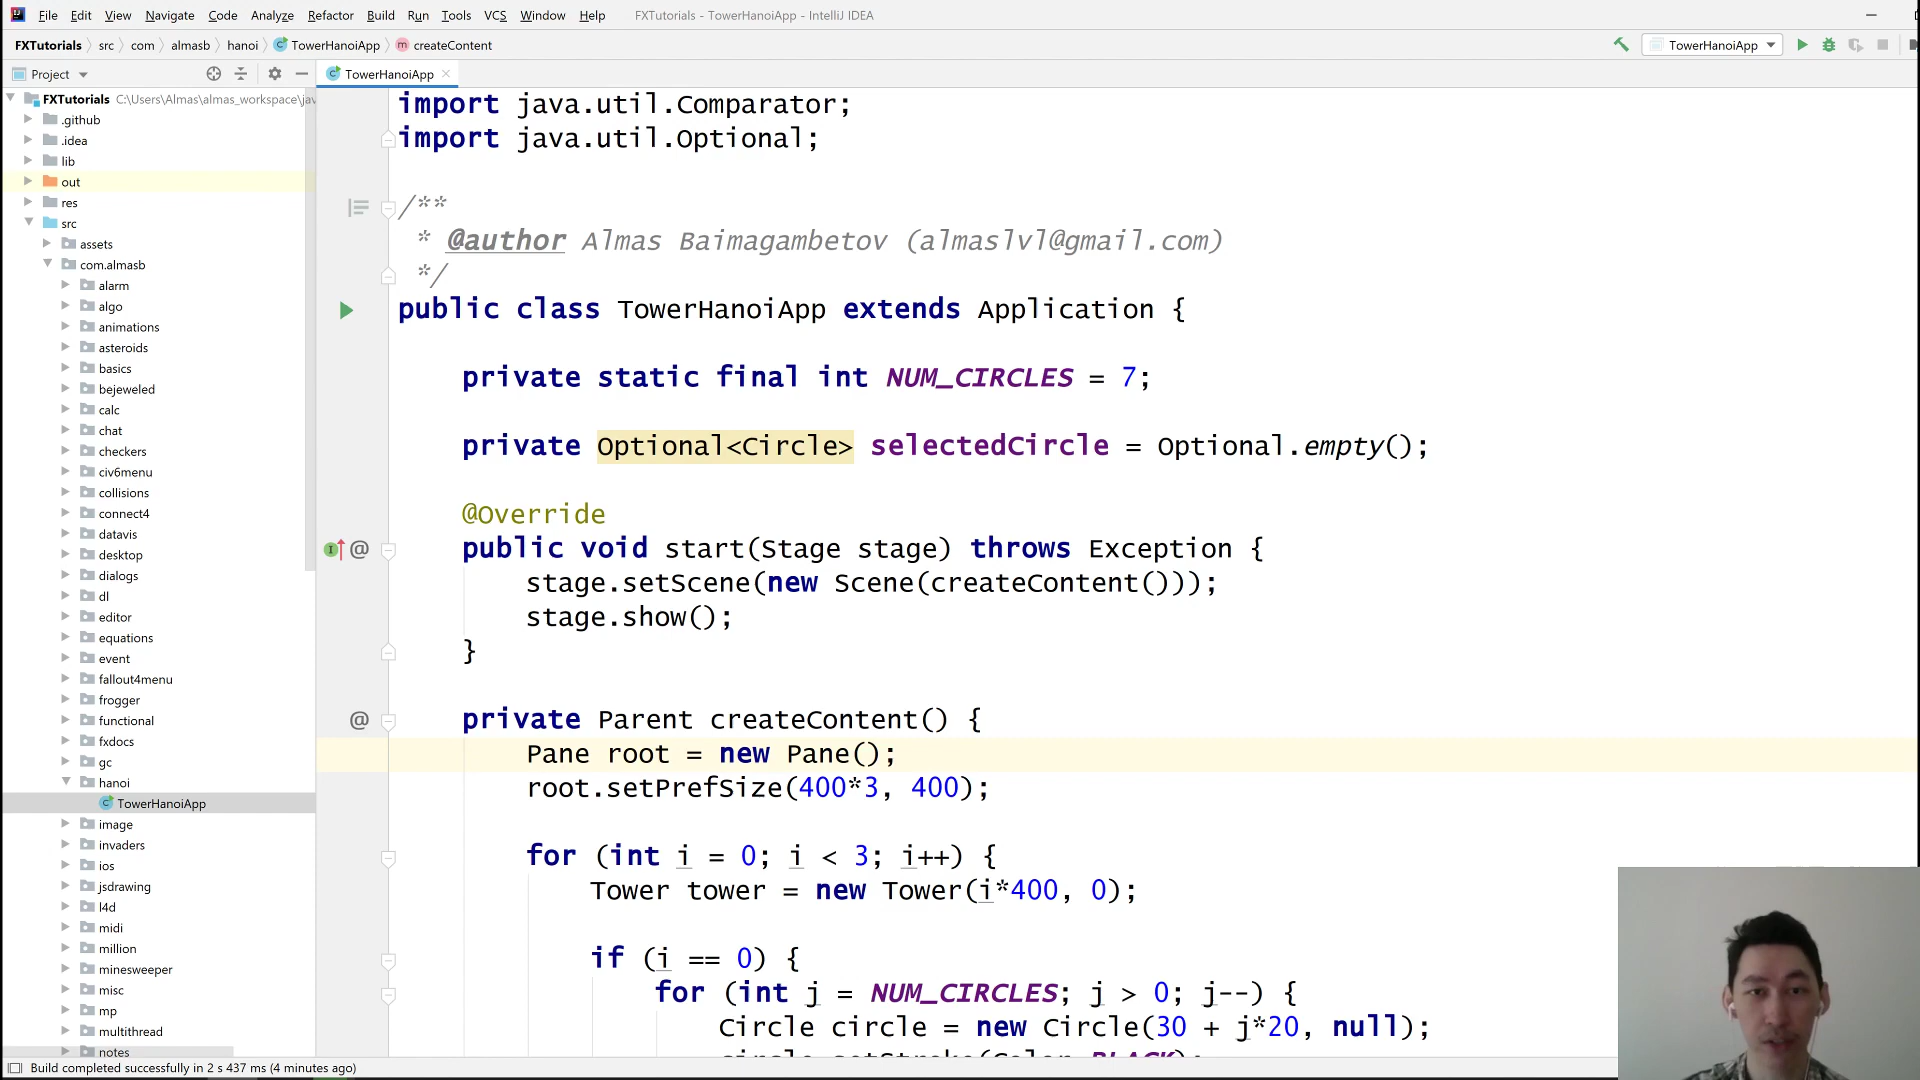 File Edit View Navigate Code Analyze Refactor Build Run Tools VCS Window Help FXTutorials - TowerHanoiApp - IntelliJ IDEA
FXTutorials src com almasb hanoi TowerHanoiApp createContent TowerHanoiApp
Project TowerHanoiApp
FXTutorials C:\Users\Almas\almas_workspace\jav
.github
.idea
lib
out
res
src
assets
com.almasb
alarm
algo
animations
asteroids
basics
bejeweled
calc
chat
checkers
civ6menu
collisions
connect4
datavis
desktop
dialogs
dl
editor
equations
event
fallout4menu
frogger
functional
fxdocs
gc
hanoi
TowerHanoiApp
image
invaders
ios
jsdrawing
l4d
midi
million
minesweeper
misc
mp
multithread
notes
import java.util.Comparator;
import java.util.Optional;
/**
* @author Almas Baimagambetov (almaslvl@gmail.com)
*/
public class TowerHanoiApp extends Application {
private static final int NUM_CIRCLES = 7;
private Optional<Circle> selectedCircle = Optional.empty();
@Override
public void start(Stage stage) throws Exception {
stage.setScene(new Scene(createContent()));
stage.show();
}
private Parent createContent() {
Pane root = new Pane();
root.setPrefSize(400*3, 400);
for (int i = 0; i < 3; i++) {
Tower tower = new Tower(i*400, 0);
if (i == 0) {
for (int j = NUM_CIRCLES; j > 0; j--) {
Circle circle = new Circle(30 + j*20, null);
circle.setStroke(Color.BLACK);
Build completed successfully in 2 s 437 ms (4 minutes ago)